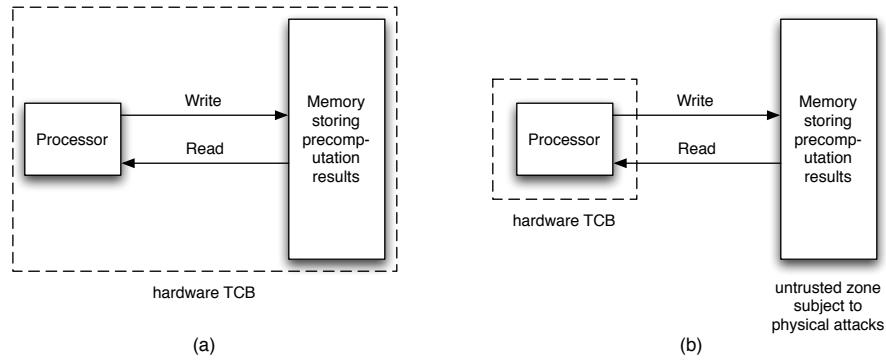 Processor
Write
Read
Memory
storing
precomp-
utation
results
hardware TCB
(a)
Processor
Write
Read
Memory
storing
precomp-
utation
results
hardware TCB
untrusted zone
subject to
physical attacks
(b)